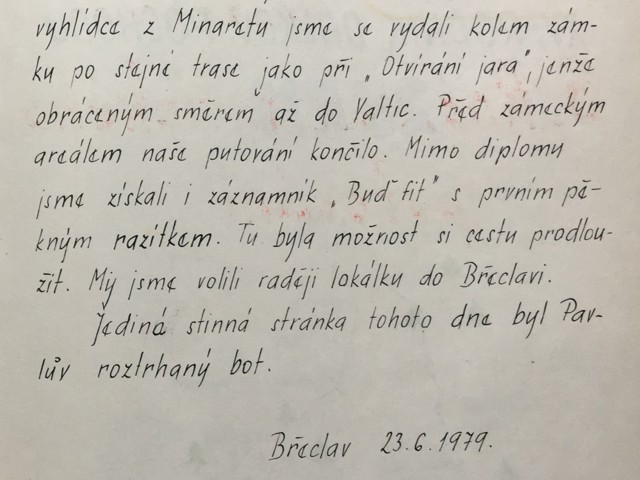 vyhlídce z Minaretu jsme se vydali kolem zám-
ku po stejné trase jako při „Otvírání jara", jenže
obráceným směrem až do Valtic. Před zámeckým
areálem naše putování končilo. Mimo diplomu
jsme získali i záznamník „Buď fit" s prvním pě-
kným razítkem. Tu byla možnost si cestu prodlou-
žit. My jsme volili raději lokálku do Břeclavi.
Jediná stinná stránka tohoto dne byl Pav-
lův roztrhaný bot.
Břeclav 23.6.1979.